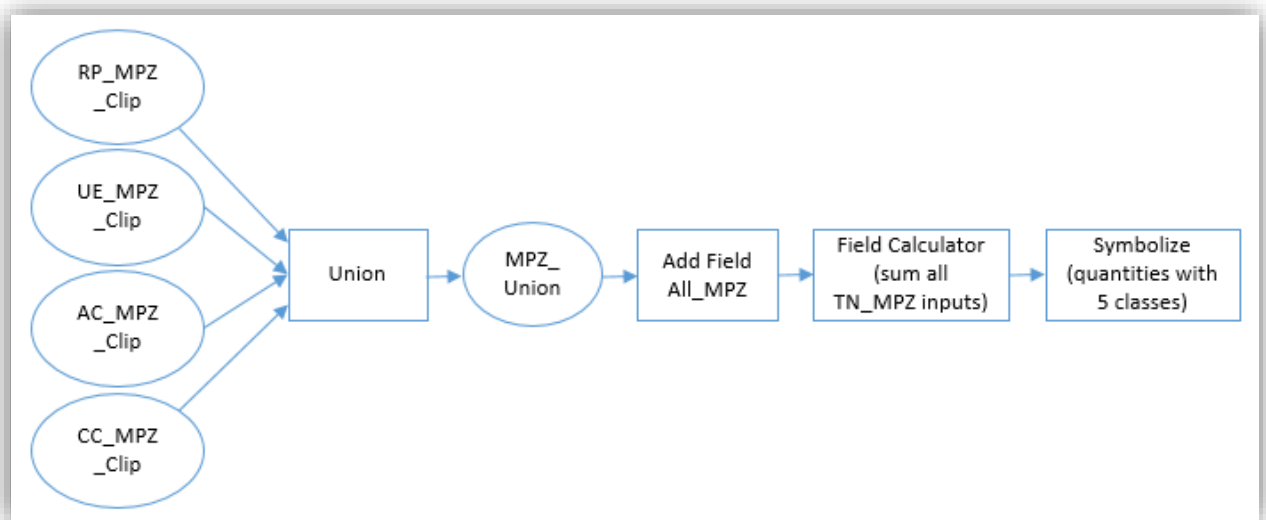 RP_MPZ
_Clip
UE_MPZ
_Clip
AC_MPZ
_Clip
CC_MPZ
_Clip
Union
MPZ_
Union
Add Field
All_MPZ
Field Calculator
(sum all
TN_MPZ inputs)
Symbolize
(quantities with
5 classes)